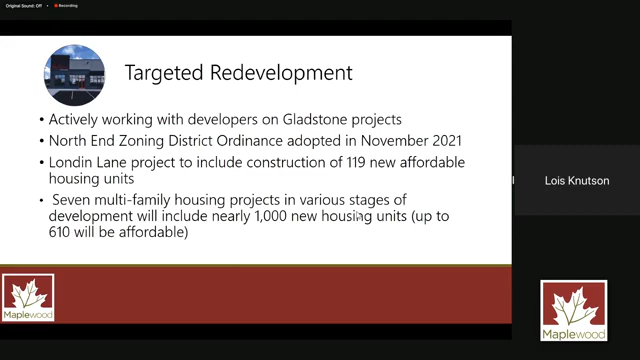 Original Sound: Off
Recording
Targeted Redevelopment
• Actively working with developers on Gladstone projects
• North End Zoning District Ordinance adopted in November 2021
• Londin Lane project to include construction of 119 new affordable
housing units
• Seven multi-family housing projects in various stages of
development will include nearly 1,000 new housing units (up to
610 will be affordable)
Lois Knutson
Maplewood
Maplewood